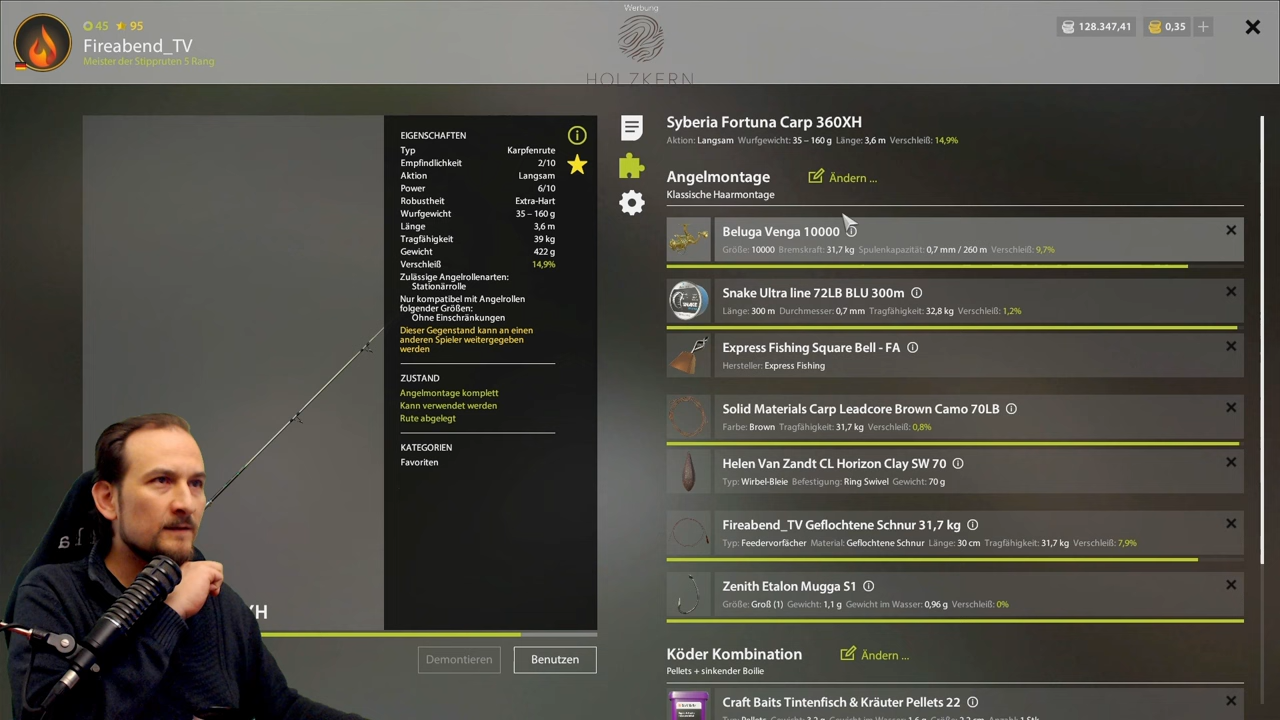 Werbung
HOLZKERN
45 95
Fireabend_TV
Meister der Stippruten 5 Rang
128.347,41
0,35
EIGENSCHAFTEN
Typ Karpfenrute
Empfindlichkeit 2/10
Aktion Langsam
Power 6/10
Robustheit Extra-Hart
Wurfgewicht 35 – 160 g
Länge 3,6 m
Tragfähigkeit 39 kg
Gewicht 422 g
Verschleiß 14,9%
Zulässige Angelrollenarten:
Stationärrolle
Nur kompatibel mit Angelrollen
folgender Größen:
Ohne Einschränkungen
Dieser Gegenstand kann an einen
anderen Spieler weitergegeben
werden
ZUSTAND
Angelmontage komplett
Kann verwendet werden
Rute abgelegt
KATEGORIEN
Favoriten
XH
Demontieren
Benutzen
Syberia Fortuna Carp 360XH
Aktion: Langsam Wurfgewicht: 35 – 160 g Länge: 3,6 m Verschleiß: 14,9%
Angelmontage Ändern ...
Klassische Haarmontage
Beluga Venga 10000
Größe: 10000 Bremskraft: 31,7 kg Spulenkapazität: 0,7 mm / 260 m Verschleiß: 9,7%
Snake Ultra line 72LB BLU 300m
Länge: 300 m Durchmesser: 0,7 mm Tragfähigkeit: 32,8 kg Verschleiß: 1,2%
Express Fishing Square Bell - FA
Hersteller: Express Fishing
Solid Materials Carp Leadcore Brown Camo 70LB
Farbe: Brown Tragfähigkeit: 31,7 kg Verschleiß: 0,8%
Helen Van Zandt CL Horizon Clay SW 70
Typ: Wirbel-Bleie Befestigung: Ring Swivel Gewicht: 70 g
Fireabend_TV Geflochtene Schnur 31,7 kg
Typ: Feedervorfächer Material: Geflochtene Schnur Länge: 30 cm Tragfähigkeit: 31,7 kg Verschleiß: 7,9%
Zenith Etalon Mugga S1
Größe: Groß (1) Gewicht: 1,1 g Gewicht im Wasser: 0,96 g Verschleiß: 0%
Köder Kombination Ändern ...
Pellets + sinkender Boilie
Craft Baits Tintenfisch & Kräuter Pellets 22